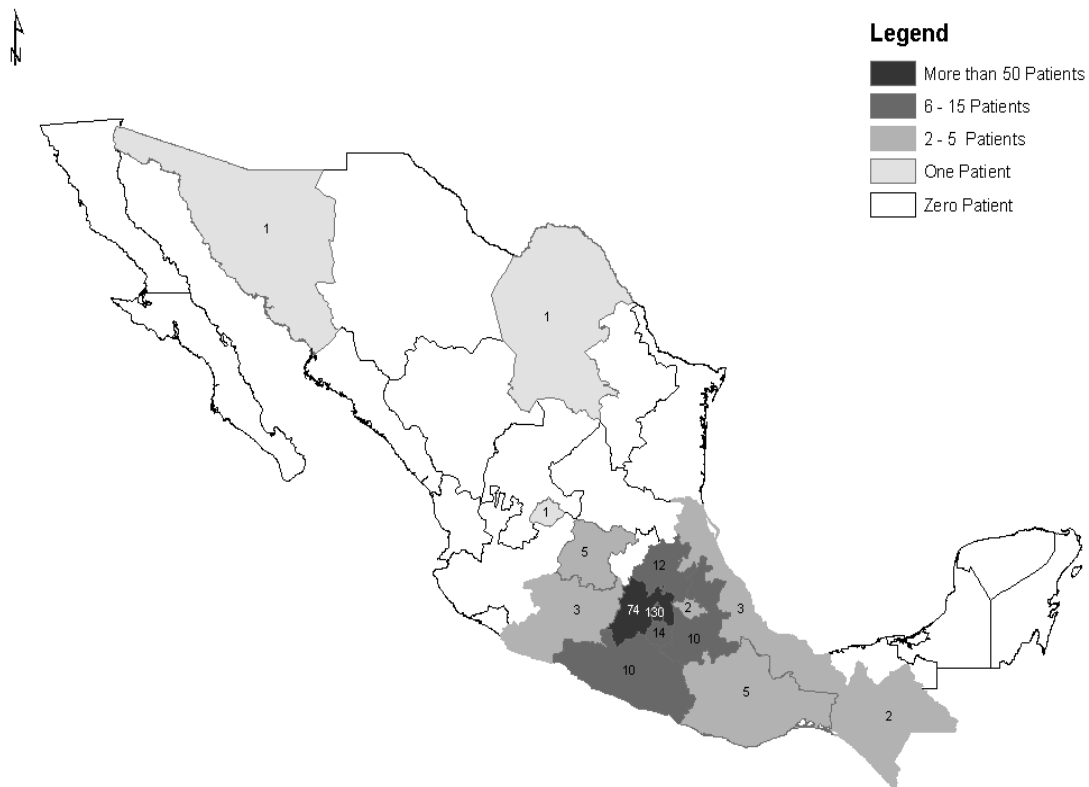 N
Legend
More than 50 Patients
6 - 15 Patients
2 - 5 Patients
One Patient
Zero Patient
1
1
1
5
12
3
74
130
2
3
14
10
10
5
2